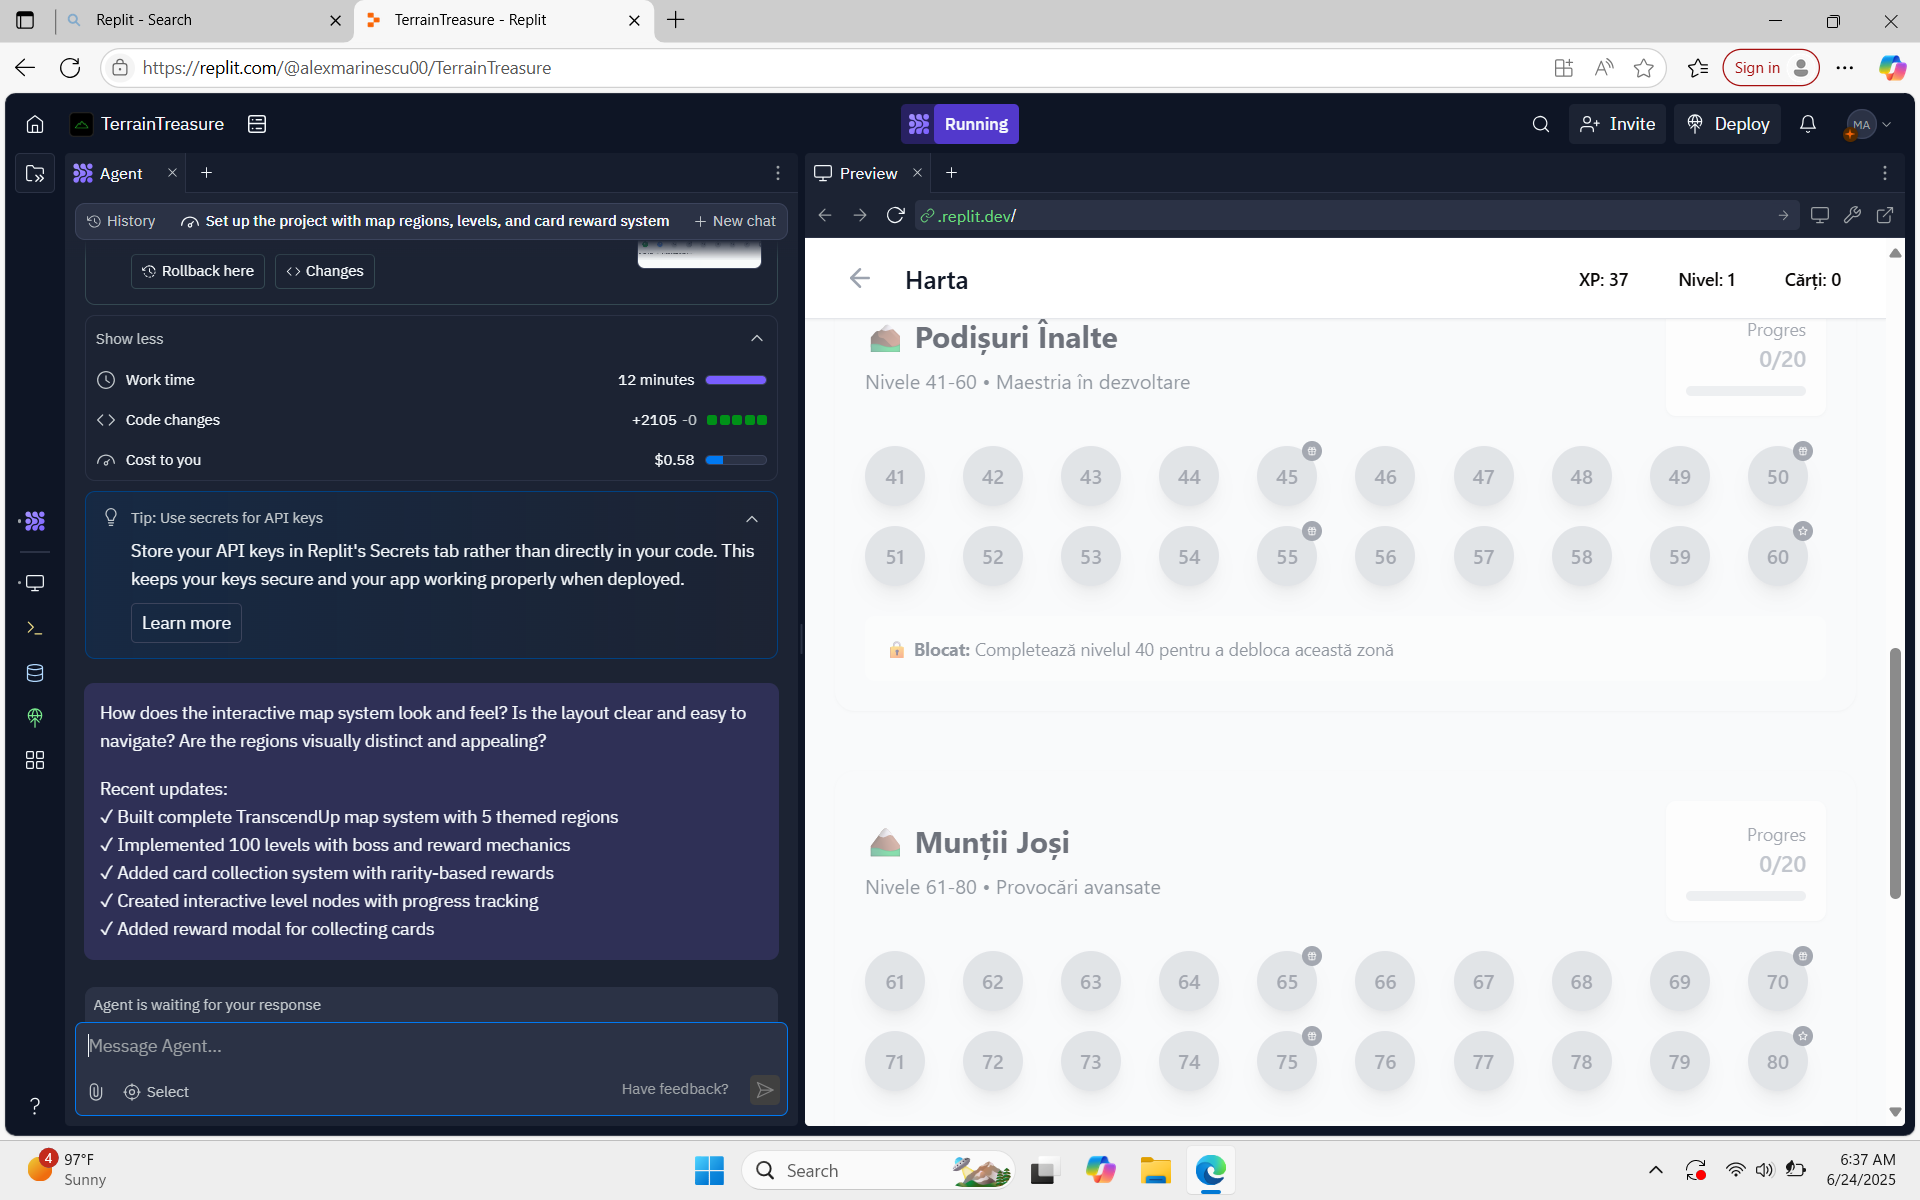 Replit - Search
TerrainTreasure - Replit
https://replit.com/@alexmarinescu00/TerrainTreasure
Sign in
TerrainTreasure
Running
Invite
Deploy
MA
Agent
Preview
History
Set up the project with map regions, levels, and card reward system
New chat
.replit.dev/
Rollback here
Changes
Show less
Work time
12 minutes
Code changes
+2105 -0
Cost to you
$0.58
Tip: Use secrets for API keys
Store your API keys in Replit's Secrets tab rather than directly in your code. This
keeps your keys secure and your app working properly when deployed.
Learn more
How does the interactive map system look and feel? Is the layout clear and easy to
navigate? Are the regions visually distinct and appealing?
Recent updates:
✓ Built complete TranscendUp map system with 5 themed regions
✓ Implemented 100 levels with boss and reward mechanics
✓ Added card collection system with rarity-based rewards
✓ Created interactive level nodes with progress tracking
✓ Added reward modal for collecting cards
Agent is waiting for your response
Message Agent...
Select
Have feedback?
?
Harta
XP: 37
Nivel: 1
Cărți: 0
Podișuri Înalte
Nivele 41-60 • Maestria în dezvoltare
Progres
0/20
41 42 43 44 45 46 47 48 49 50
51 52 53 54 55 56 57 58 59 60
Blocat: Completează nivelul 40 pentru a debloca această zonă
Munții Joși
Nivele 61-80 • Provocări avansate
Progres
0/20
61 62 63 64 65 66 67 68 69 70
71 72 73 74 75 76 77 78 79 80
4
97°F
Sunny
Search
6:37 AM
6/24/2025